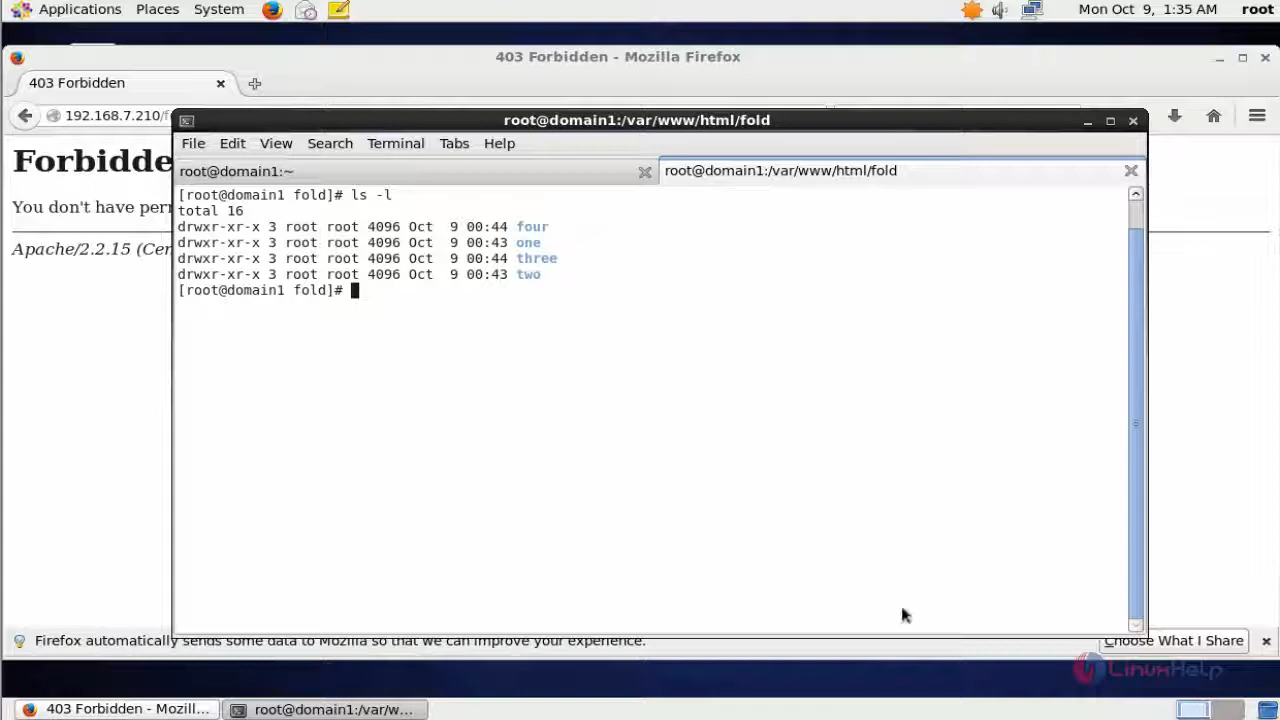 Applications Places System Mon Oct 9, 1:35 AM root
403 Forbidden - Mozilla Firefox
403 Forbidden
192.168.7.210/
root@domain1:/var/www/html/fold
File Edit View Search Terminal Tabs Help
root@domain1:~ root@domain1:/var/www/html/fold
Forbidde
You don't have per
Apache/2.2.15 (Cen
[root@domain1 fold]# ls -l
total 16
drwxr-xr-x 3 root root 4096 Oct  9 00:44 four
drwxr-xr-x 3 root root 4096 Oct  9 00:43 one
drwxr-xr-x 3 root root 4096 Oct  9 00:44 three
drwxr-xr-x 3 root root 4096 Oct  9 00:43 two
[root@domain1 fold]#
Firefox automatically sends some data to Mozilla so that we can improve your experience. Choose What I Share
LinuxHelp
403 Forbidden - Mozill... root@domain1:/var/w...